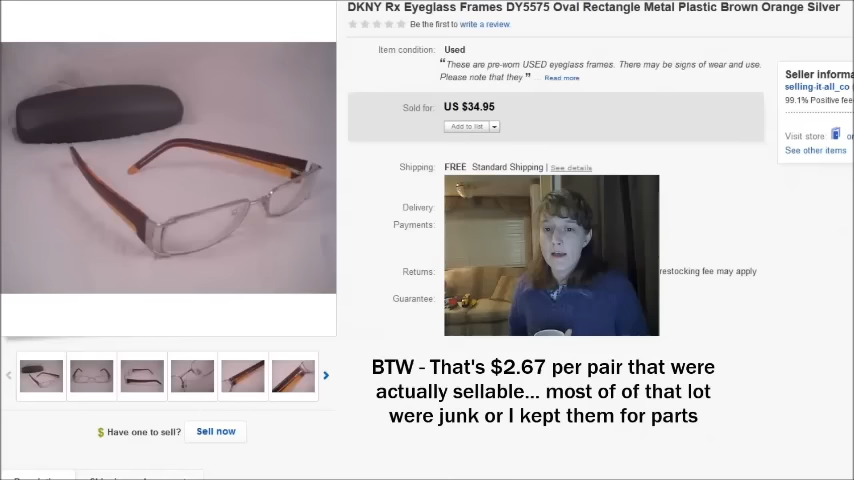 DKNY Rx Eyeglass Frames DY5575 Oval Rectangle Metal Plastic Brown Orange Silver
Be the first to write a review.
Item condition: Used
“These are pre-worn USED eyeglass frames. There may be signs of wear and use.
Please note that they ” ... Read more
Sold for: US $34.95
Add to list
Shipping: FREE Standard Shipping | See details
Delivery:
Payments:
Returns: restocking fee may apply
Guarantee:
Seller informa
selling-it-all_co
99.1% Positive fee
Visit store
See other items
BTW - That's $2.67 per pair that were
actually sellable... most of of that lot
were junk or I kept them for parts
$ Have one to sell? Sell now